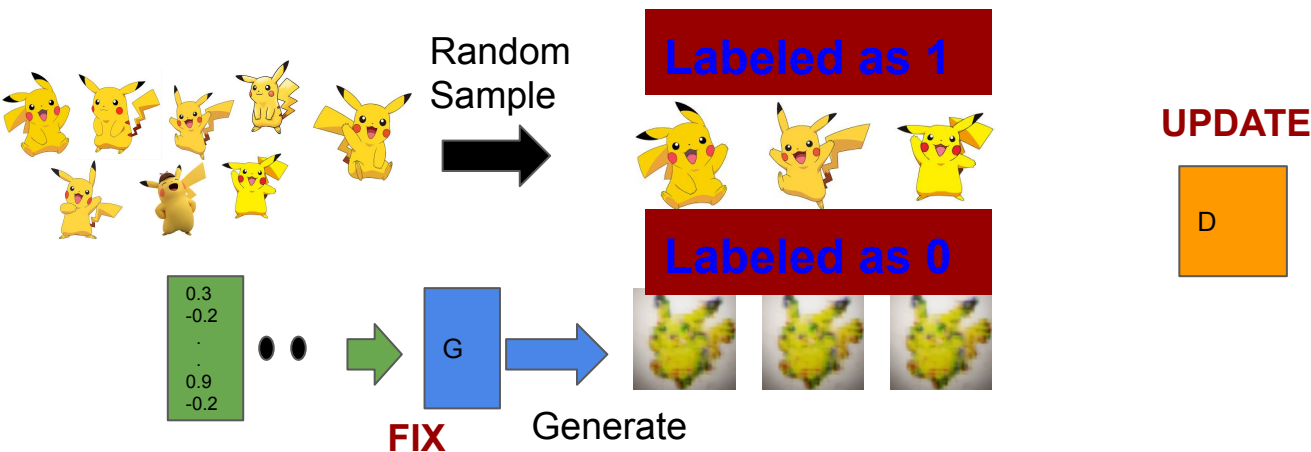 Random
Sample
Labeled as 1
UPDATE
D
Labeled as 0
0.3
-0.2
.
.
0.9
-0.2
G
FIX
Generate